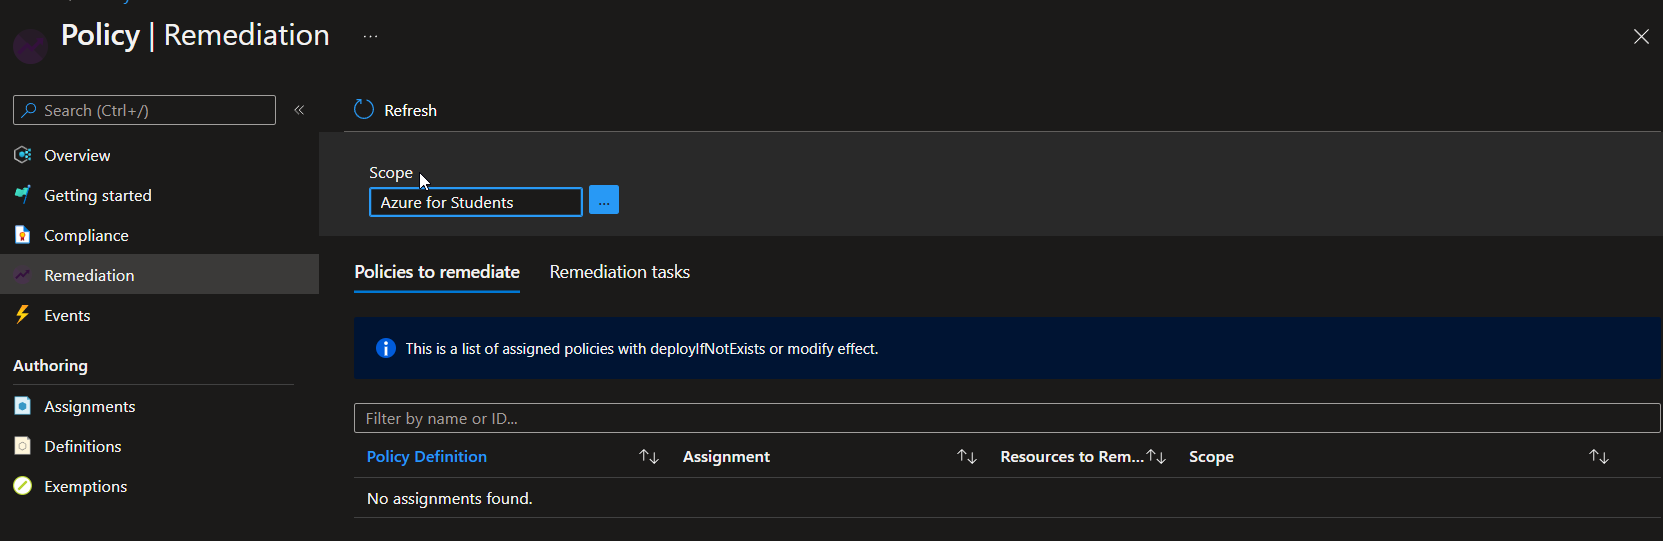 Policy | Remediation ...
Search (Ctrl+/)
«
Refresh
Overview
Getting started
Compliance
Remediation
Events
Authoring
Assignments
Definitions
Exemptions
Scope
Azure for Students
...
Policies to remediate Remediation tasks
This is a list of assigned policies with deployIfNotExists or modify effect.
Filter by name or ID...
Policy Definition Assignment Resources to Rem... Scope
No assignments found.